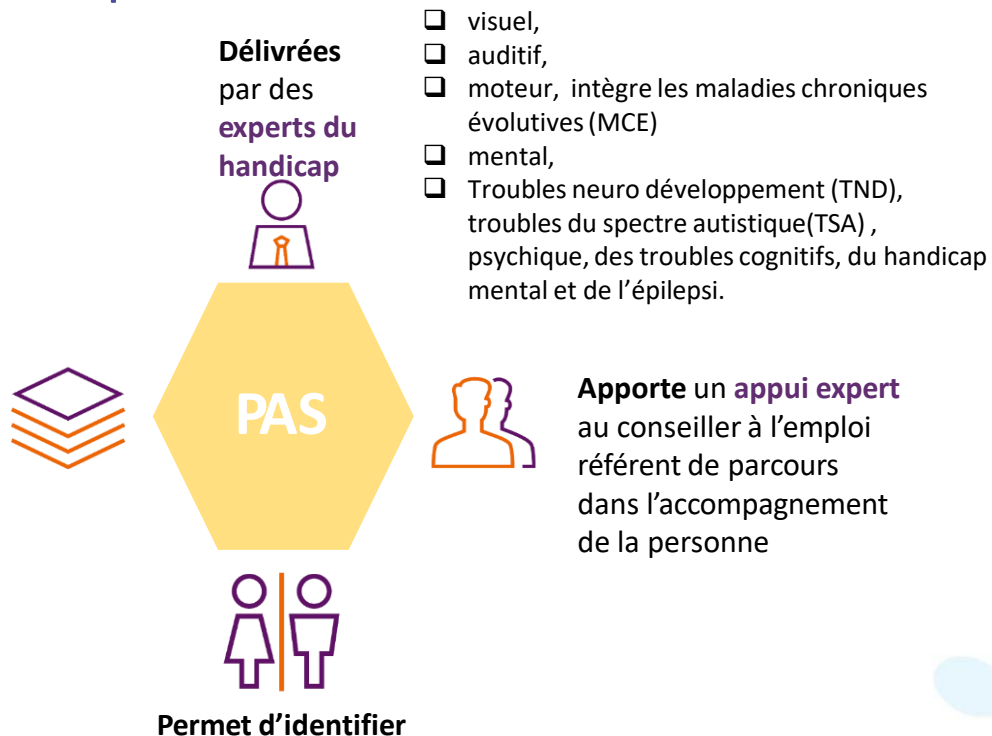 Délivrées
par des
experts du
handicap
❑ visuel,
❑ auditif,
❑ moteur, intègre les maladies chroniques
évolutives (MCE)
❑ mental,
❑ Troubles neuro développement (TND),
troubles du spectre autistique(TSA) ,
psychique, des troubles cognitifs, du handicap
mental et de l’épilepsi.
PAS
Apporte un appui expert
au conseiller à l’emploi
référent de parcours
dans l’accompagnement
de la personne
Permet d’identifier